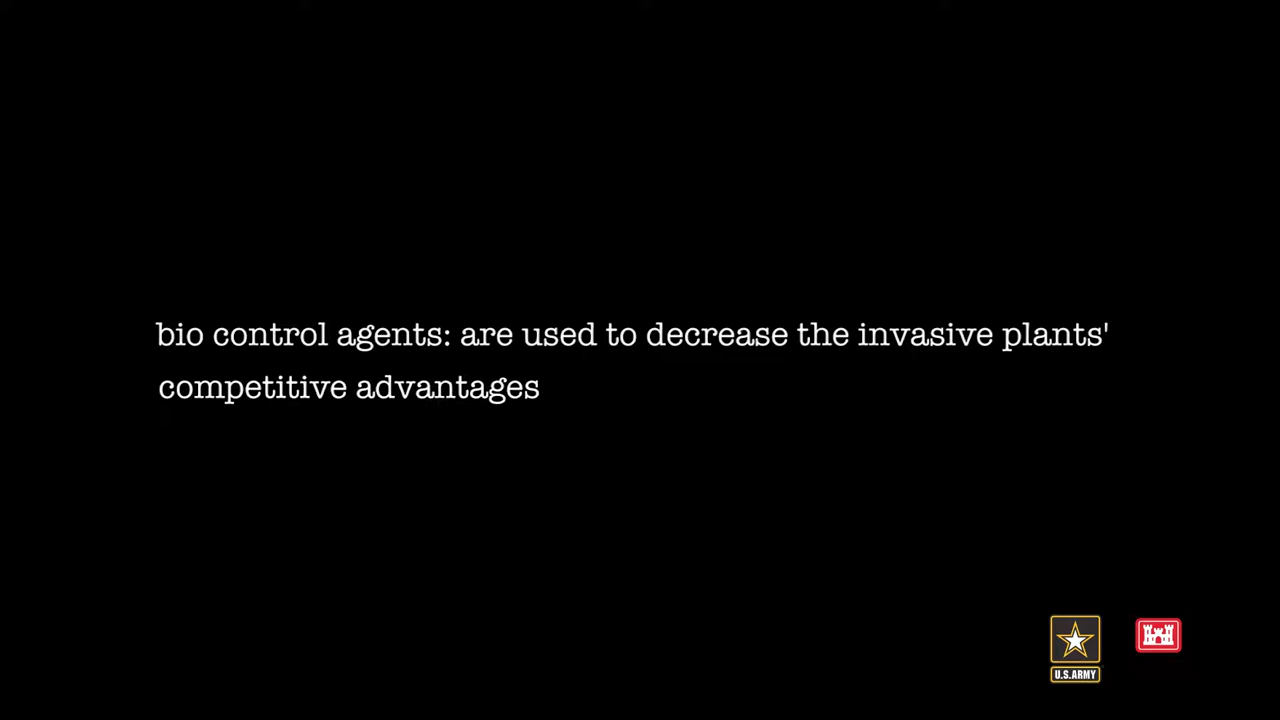 bio control agents: are used to decrease the invasive plants'
competitive advantages
U.S.ARMY